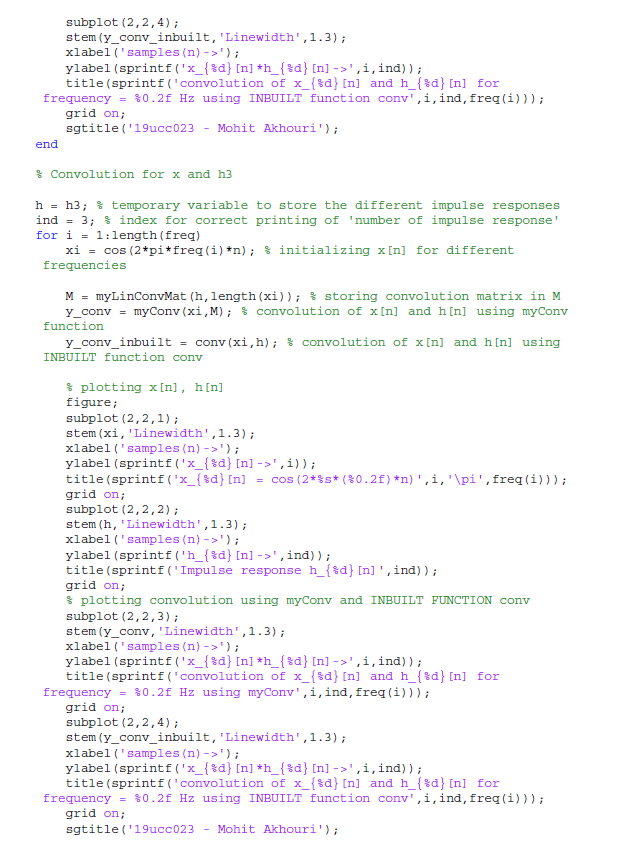 subplot(2,2,4);
stem(y_conv_inbuilt,'Linewidth',1.3);
xlabel('samples(n)->');
ylabel(sprintf('x_{%d}[n]*h_{%d}[n]->',i,ind));
title(sprintf('convolution of x_{%d}[n] and h_{%d}[n] for
frequency = %0.2f Hz using INBUILT function conv',i,ind,freq(i)));
grid on;
sgtitle('19ucc023 - Mohit Akhouri');
end
% Convolution for x and h3
h = h3; % temporary variable to store the different impulse responses
ind = 3; % index for correct printing of 'number of impulse response'
for i = 1:length(freq)
xi = cos(2*pi*freq(i)*n); % initializing x[n] for different
frequencies
M = myLinConvMat(h,length(xi)); % storing convolution matrix in M
y_conv = myConv(xi,M); % convolution of x[n] and h[n] using myConv
function
y_conv_inbuilt = conv(xi,h); % convolution of x[n] and h[n] using
INBUILT function conv
% plotting x[n], h[n]
figure;
subplot(2,2,1);
stem(xi,'Linewidth',1.3);
xlabel('samples(n)->');
ylabel(sprintf('x_{%d}[n]->',i));
title(sprintf('x_{%d}[n] = cos(2*%s*(%0.2f)*n)',i,'\pi',freq(i)));
grid on;
subplot(2,2,2);
stem(h,'Linewidth',1.3);
xlabel('samples(n)->');
ylabel(sprintf('h_{%d}[n]->',ind));
title(sprintf('Impulse response h_{%d}[n]',ind));
grid on;
% plotting convolution using myConv and INBUILT FUNCTION conv
subplot(2,2,3);
stem(y_conv,'Linewidth',1.3);
xlabel('samples(n)->');
ylabel(sprintf('x_{%d}[n]*h_{%d}[n]->',i,ind));
title(sprintf('convolution of x_{%d}[n] and h_{%d}[n] for
frequency = %0.2f Hz using myConv',i,ind,freq(i)));
grid on;
subplot(2,2,4);
stem(y_conv_inbuilt,'Linewidth',1.3);
xlabel('samples(n)->');
ylabel(sprintf('x_{%d}[n]*h_{%d}[n]->',i,ind));
title(sprintf('convolution of x_{%d}[n] and h_{%d}[n] for
frequency = %0.2f Hz using INBUILT function conv',i,ind,freq(i)));
grid on;
sgtitle('19ucc023 - Mohit Akhouri');